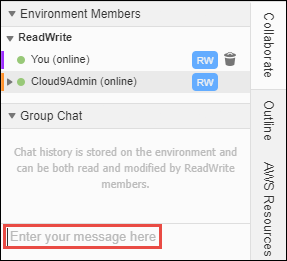 Environment Members
ReadWrite
You (online) RW
Cloud9Admin (online) RW
Group Chat
Chat history is stored on the environment and
can be both read and modified by ReadWrite
members.
Enter your message here
Collaborate
Outline
AWS Resources